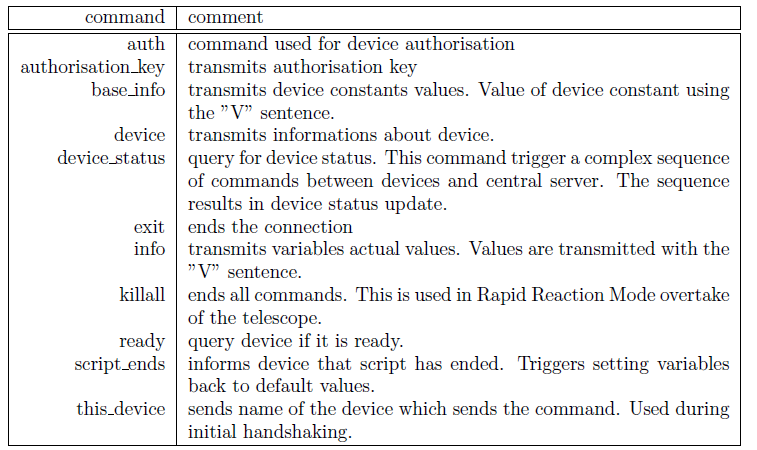 command comment
auth command used for device authorisation
authorisation_key transmits authorisation key
base_info transmits device constants values. Value of device constant using
the ”V” sentence.
device transmits informations about device.
device_status query for device status. This command trigger a complex sequence
of commands between devices and central server. The sequence
results in device status update.
exit ends the connection
info transmits variables actual values. Values are transmitted with the
”V” sentence.
killall ends all commands. This is used in Rapid Reaction Mode overtake
of the telescope.
ready query device if it is ready.
script_ends informs device that script has ended. Triggers setting variables
back to default values.
this_device sends name of the device which sends the command. Used during
initial handshaking.